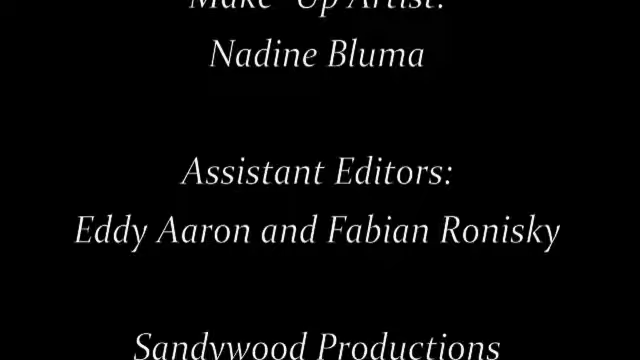 Make-Up Artist:
Nadine Bluma
Assistant Editors:
Eddy Aaron and Fabian Ronisky
Sandywood Productions